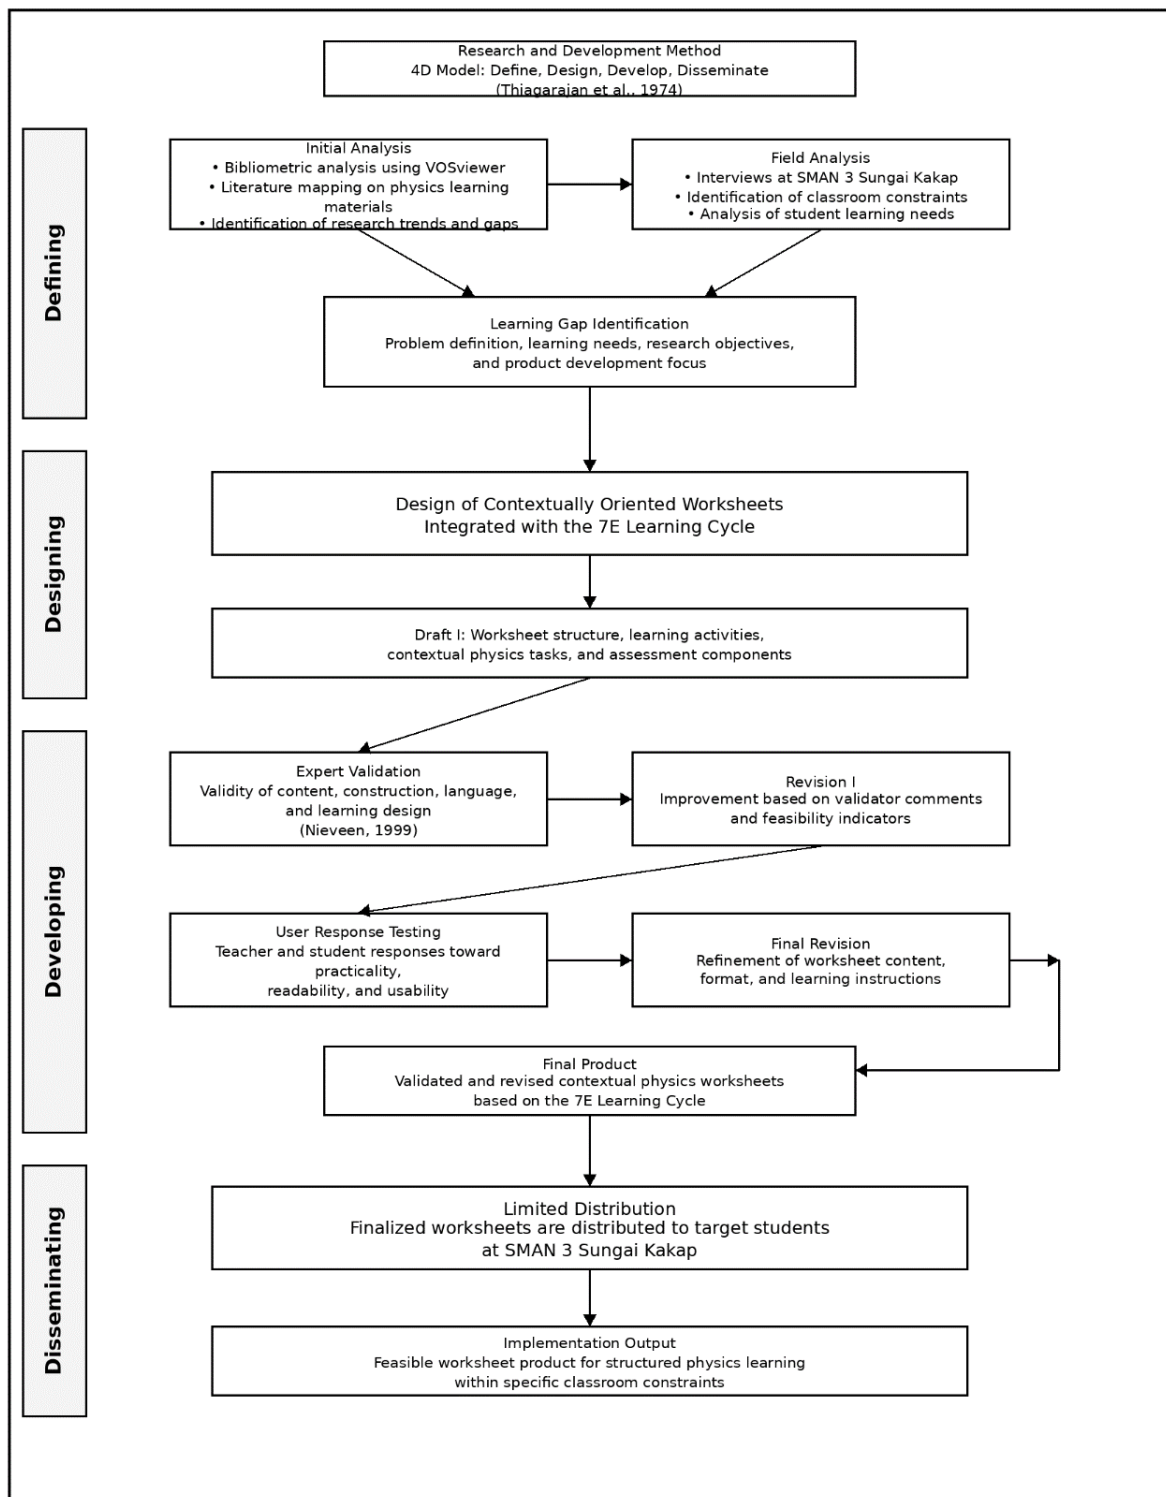 Research and Development Method
4D Model: Define, Design, Develop, Disseminate
(Thiagarajan et al., 1974)
Defining
Initial Analysis
• Bibliometric analysis using VOSviewer
• Literature mapping on physics learning
materials
• Identification of research trends and gaps
Field Analysis
• Interviews at SMAN 3 Sungai Kakap
• Identification of classroom constraints
• Analysis of student learning needs
Learning Gap Identification
Problem definition, learning needs, research objectives,
and product development focus
Designing
Design of Contextually Oriented Worksheets
Integrated with the 7E Learning Cycle
Draft I: Worksheet structure, learning activities,
contextual physics tasks, and assessment components
Developing
Expert Validation
Validity of content, construction, language,
and learning design
(Nieveen, 1999)
Revision I
Improvement based on validator comments
and feasibility indicators
User Response Testing
Teacher and student responses toward
practicality,
readability, and usability
Final Revision
Refinement of worksheet content,
format, and learning instructions
Final Product
Validated and revised contextual physics worksheets
based on the 7E Learning Cycle
Disseminating
Limited Distribution
Finalized worksheets are distributed to target students
at SMAN 3 Sungai Kakap
Implementation Output
Feasible worksheet product for structured physics learning
within specific classroom constraints